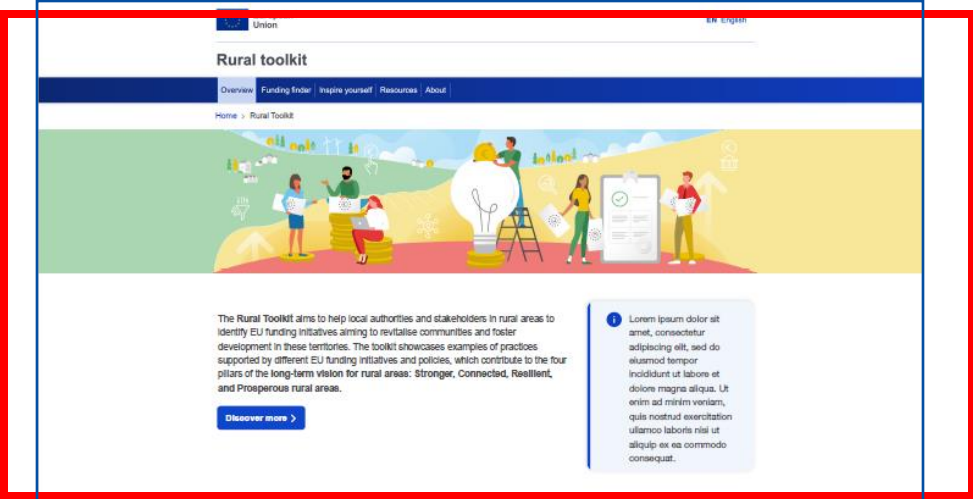 Union
EN English
Rural toolkit
Overview Funding finder Inspire yourself Resources About
Home > Rural Toolkit
The Rural Toolkit aims to help local authorities and stakeholders in rural areas to
identify EU funding initiatives aiming to revitalise communities and foster
development in these territories. The toolkit showcases examples of practices
supported by different EU funding initiatives and policies, which contribute to the four
pillars of the long-term vision for rural areas: Stronger, Connected, Resilient,
and Prosperous rural areas.
Discover more >
Lorem ipsum dolor sit
amet, consectetur
adipiscing elit, sed do
eiusmod tempor
incididunt ut labore et
dolore magna aliqua. Ut
enim ad minim veniam,
quis nostrud exercitation
ullamco laboris nisi ut
aliquip ex ea commodo
consequat.